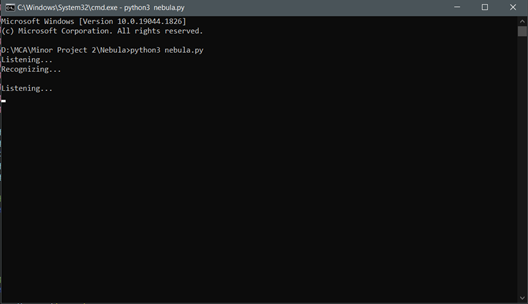 C:\Windows\System32\cmd.exe - python3  nebula.py
Microsoft Windows [Version 10.0.19044.1826]
(c) Microsoft Corporation. All rights reserved.
D:\MCA\Minor Project 2\Nebula>python3 nebula.py
Listening...
Recognizing...
Listening...